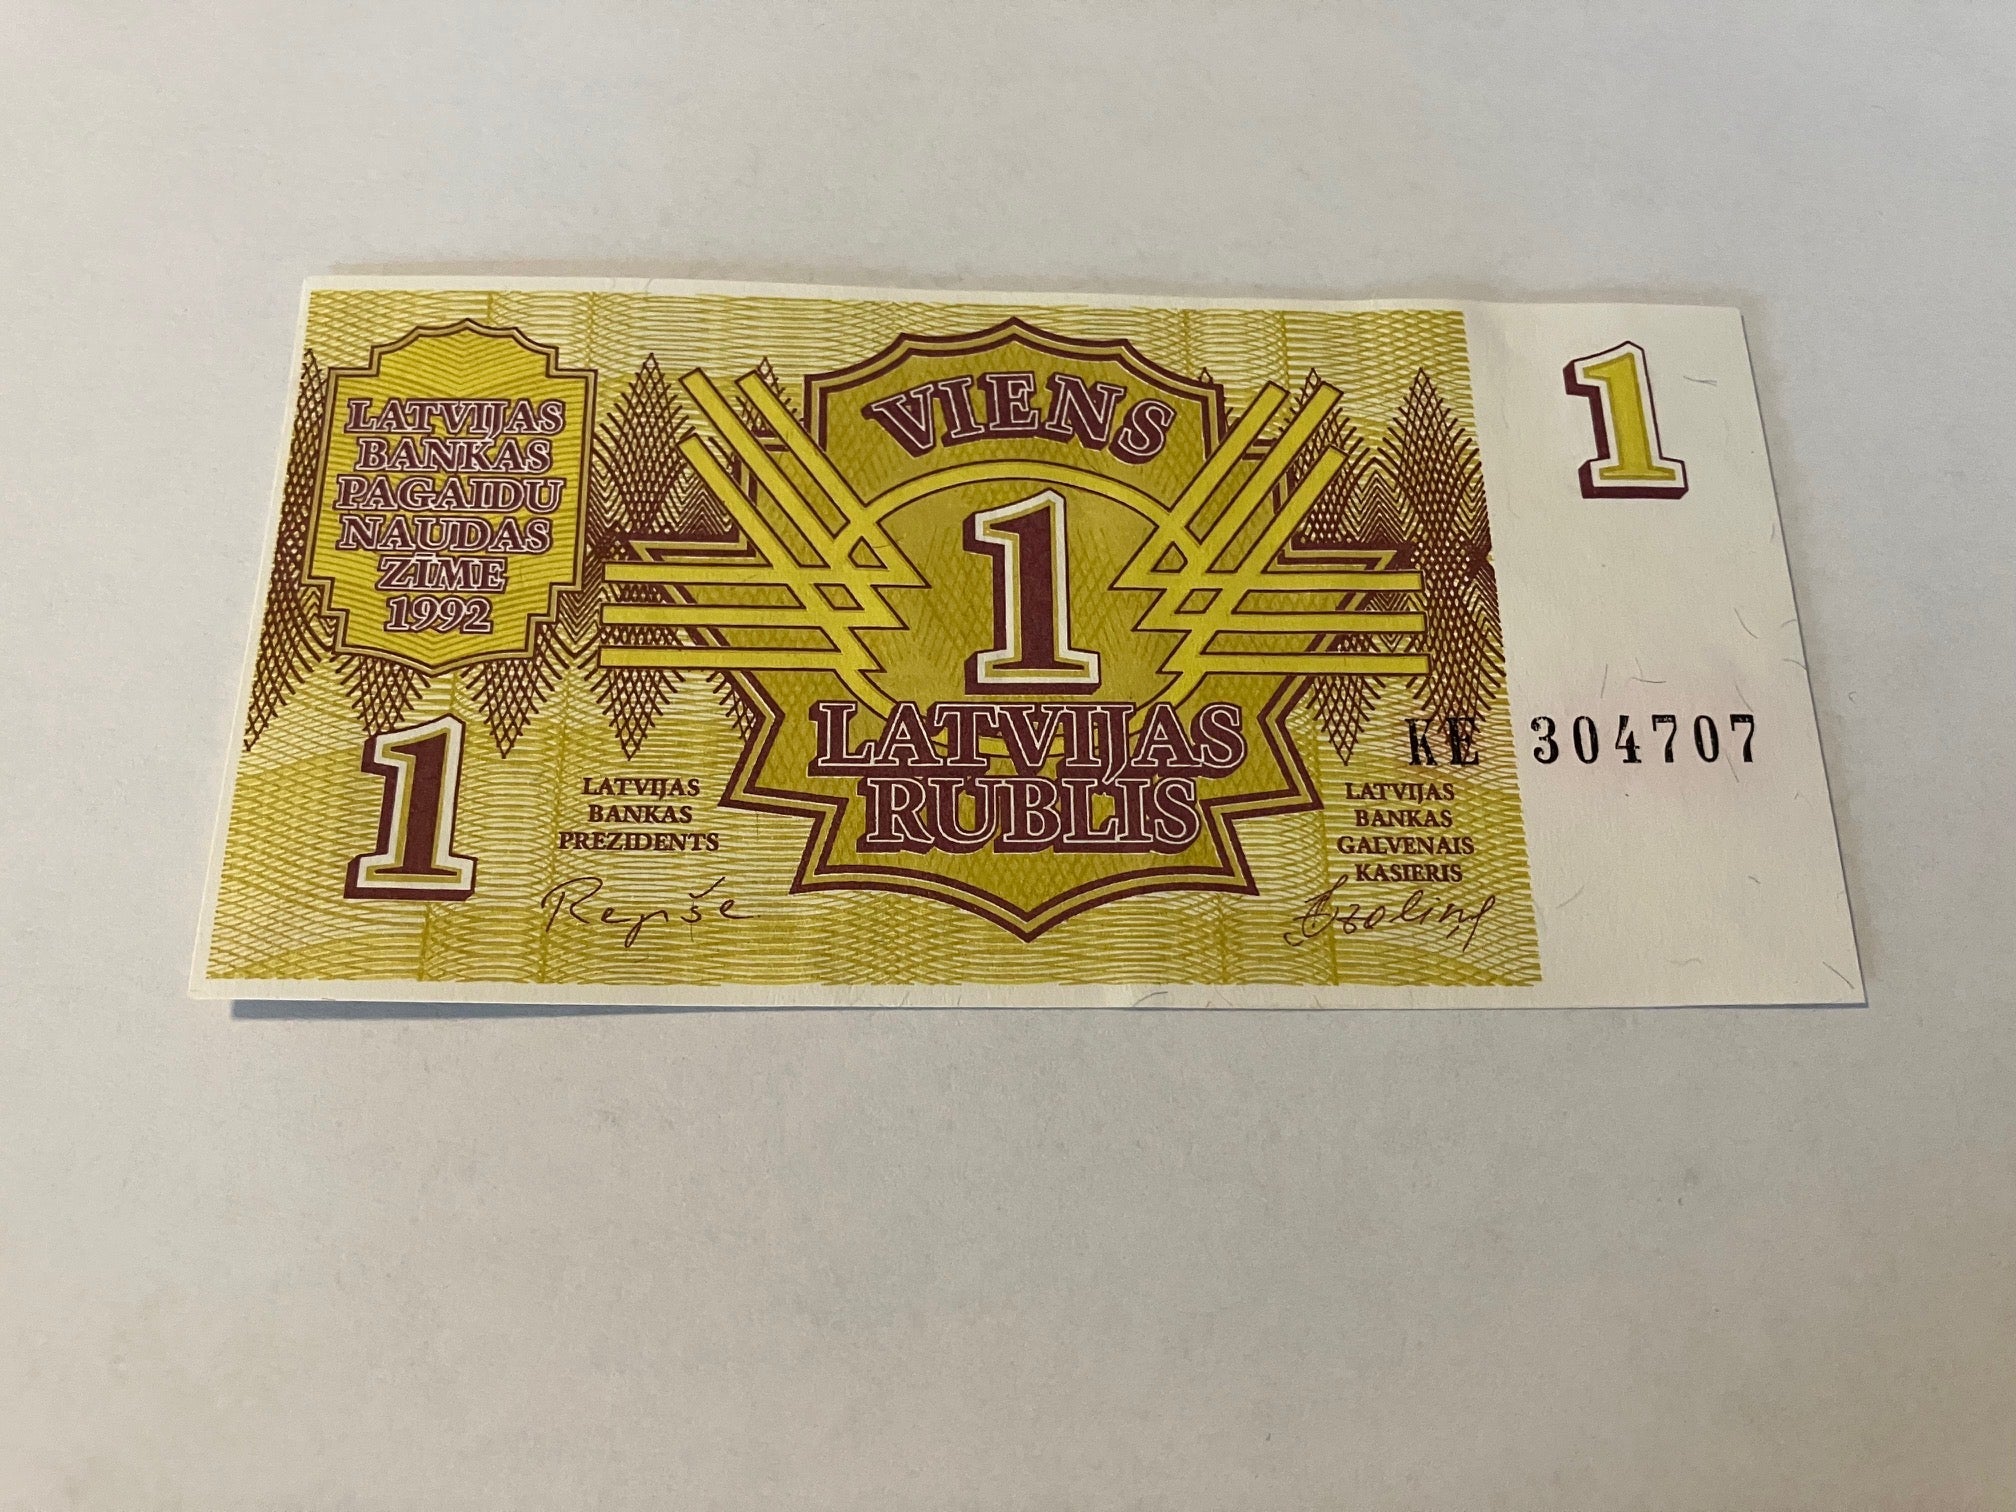 LATVIJAS
BANKAS
PAGAIDU
NAUDAS
ZĪME
1992
VIENS
1
LATVIJAS
RUBLIS
1
1
KE 304707
LATVIJAS
BANKAS
PREZIDENTS
Repše
LATVIJAS
BANKAS
GALVENAIS
KASIERIS